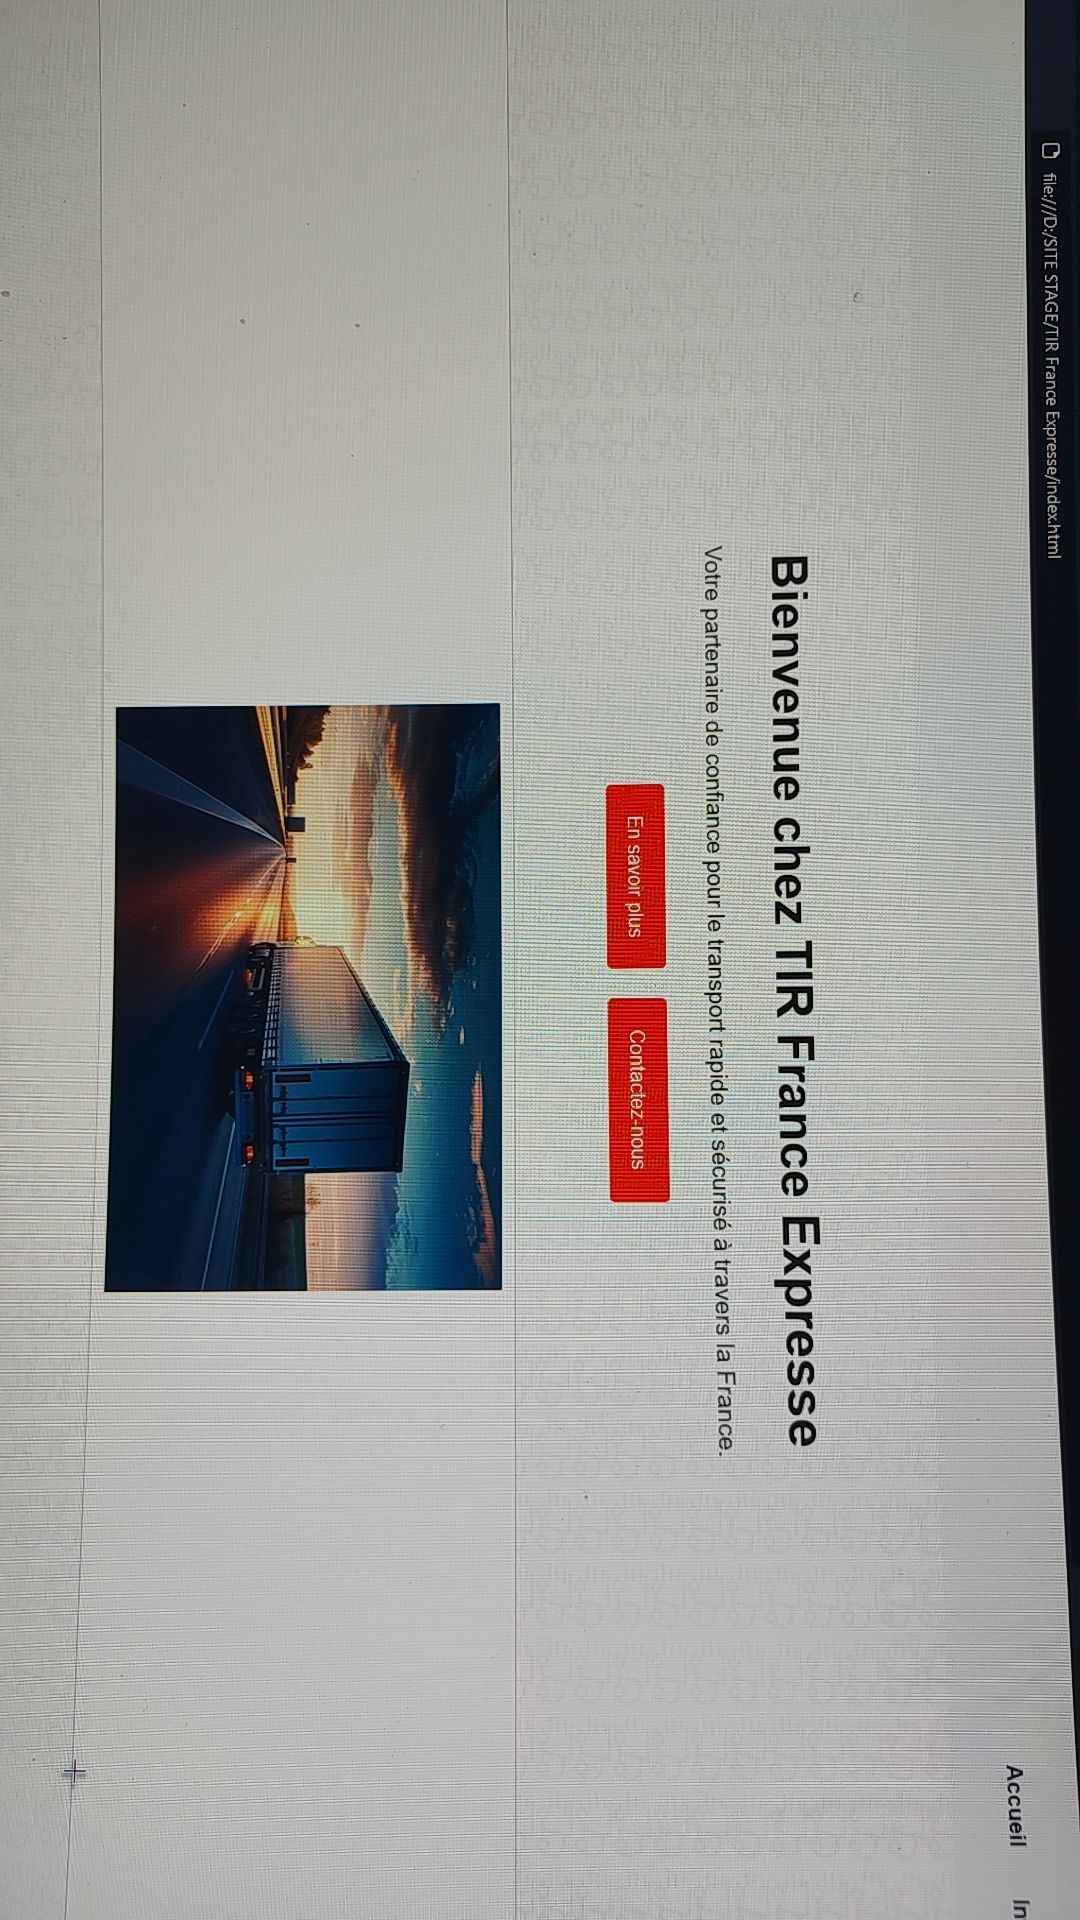 file:///D:/SITE STAGE/TIR France Expresse/index.html
Accueil
Bienvenue chez TIR France Expresse
Votre partenaire de confiance pour le transport rapide et sécurisé à travers la France.
En savoir plus
Contactez-nous